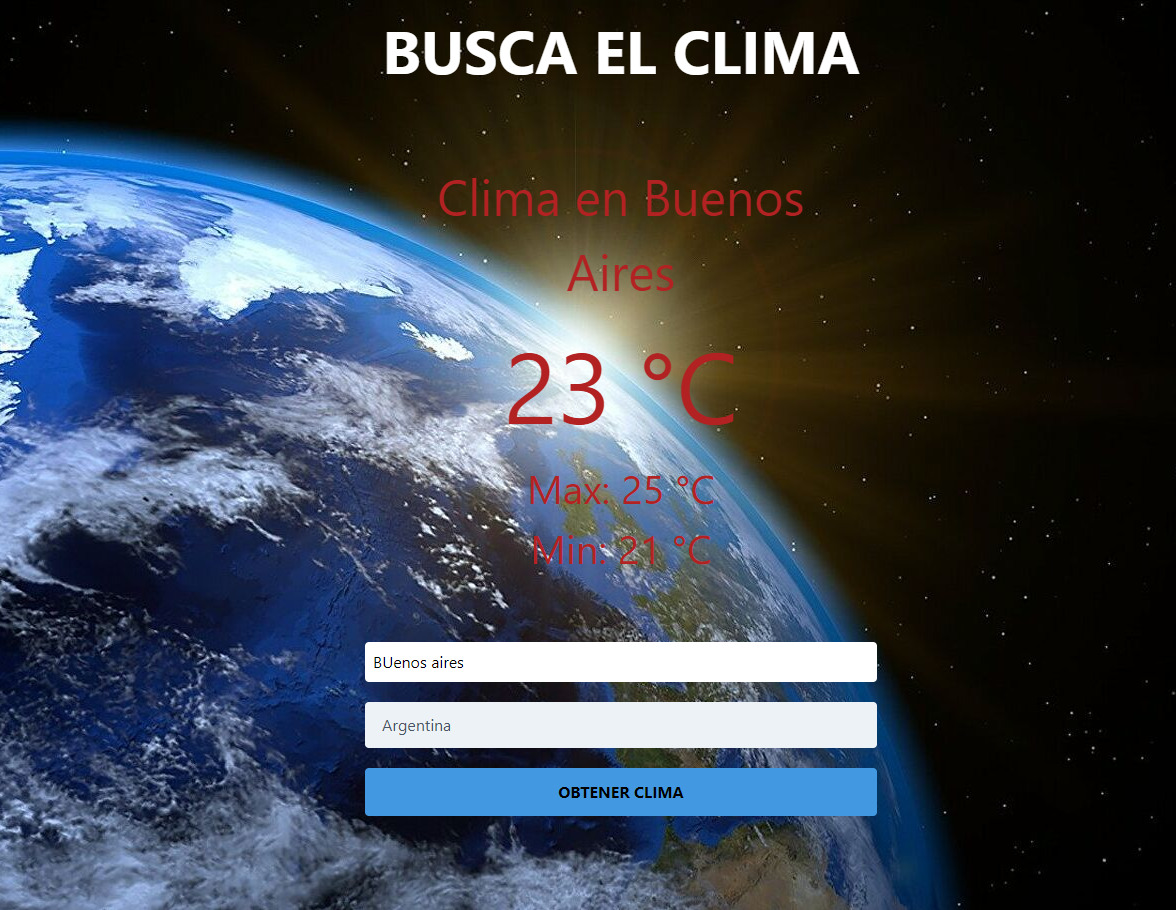 BUSCA EL CLIMA
Clima en Buenos
Aires
23 °C
Max: 25 °C
Min: 21 °C
BUenos aires
Argentina
OBTENER CLIMA